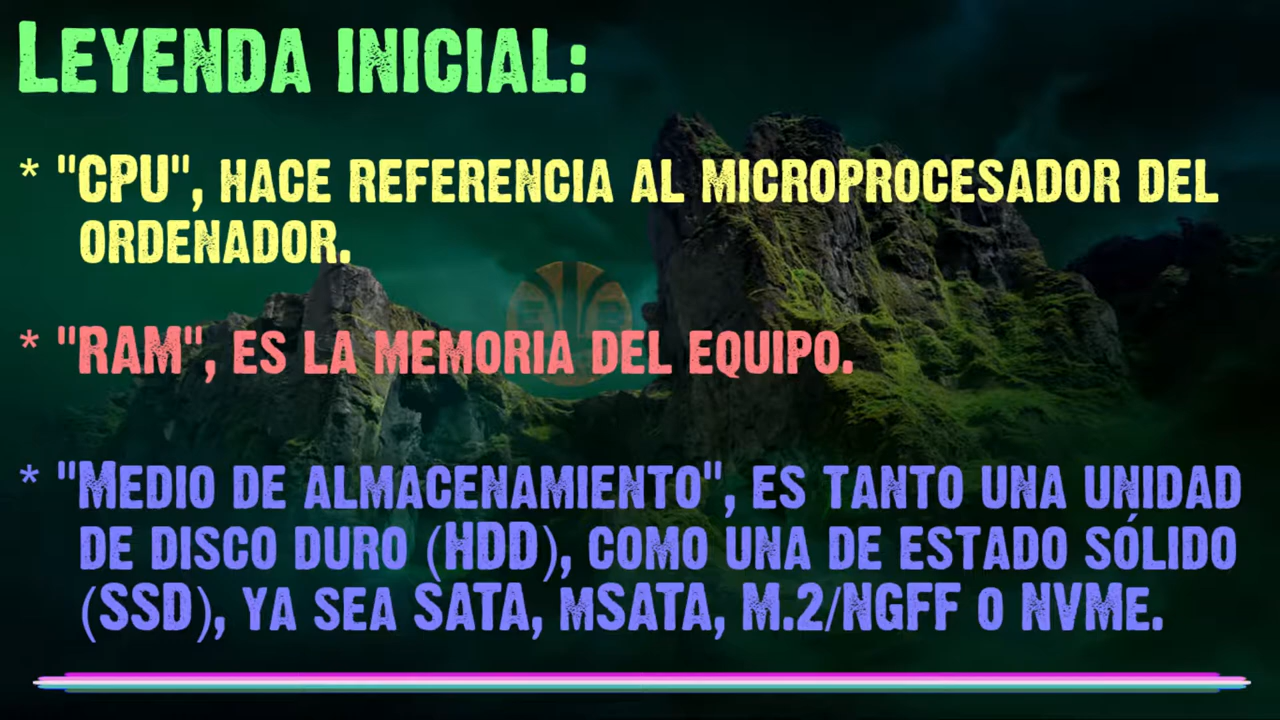 Leyenda inicial:
* "CPU", hace referencia al microprocesador del
ordenador.
* "RAM", es la memoria del equipo.
* "Medio de almacenamiento", es tanto una unidad
de disco duro (HDD), como una de estado sólido
(SSD), ya sea SATA, mSATA, M.2/NGFF o NVMe.